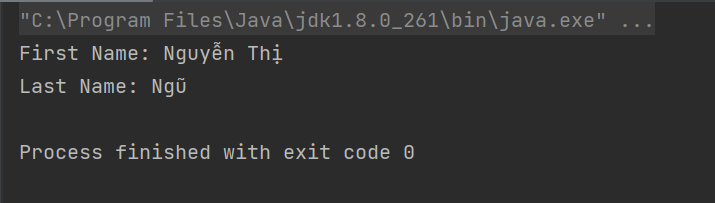 "C:\Program Files\Java\jdk1.8.0_261\bin\java.exe" ...
First Name: Nguyễn Thị
Last Name: Ngũ
Process finished with exit code 0